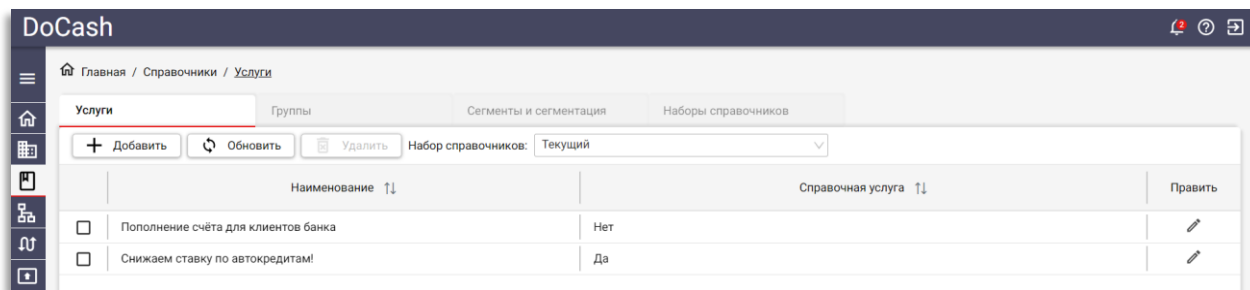 DoCash 2
Главная / Справочники / Услуги
Услуги Группы Сегменты и сегментация Наборы справочников
Добавить Обновить Удалить Набор справочников: Текущий
Наименование Справочная услуга Править
Пополнение счёта для клиентов банка Нет
Снижаем ставку по автокредитам! Да